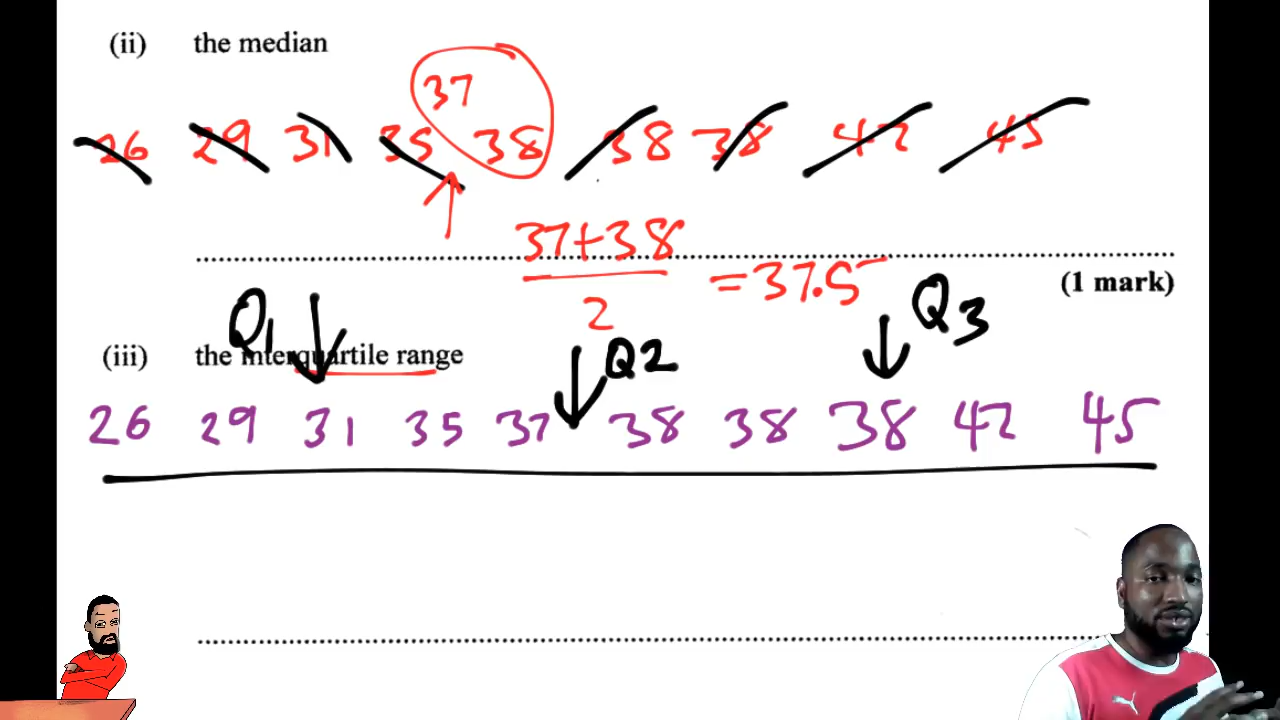 (ii) the median
37
26 29 31 35 38 38 38 42 45
37+38
2
= 37.5
(1 mark)
Q1
Q3
(iii) the interquartile range
Q2
26 29 31 35 37 38 38 38 42 45